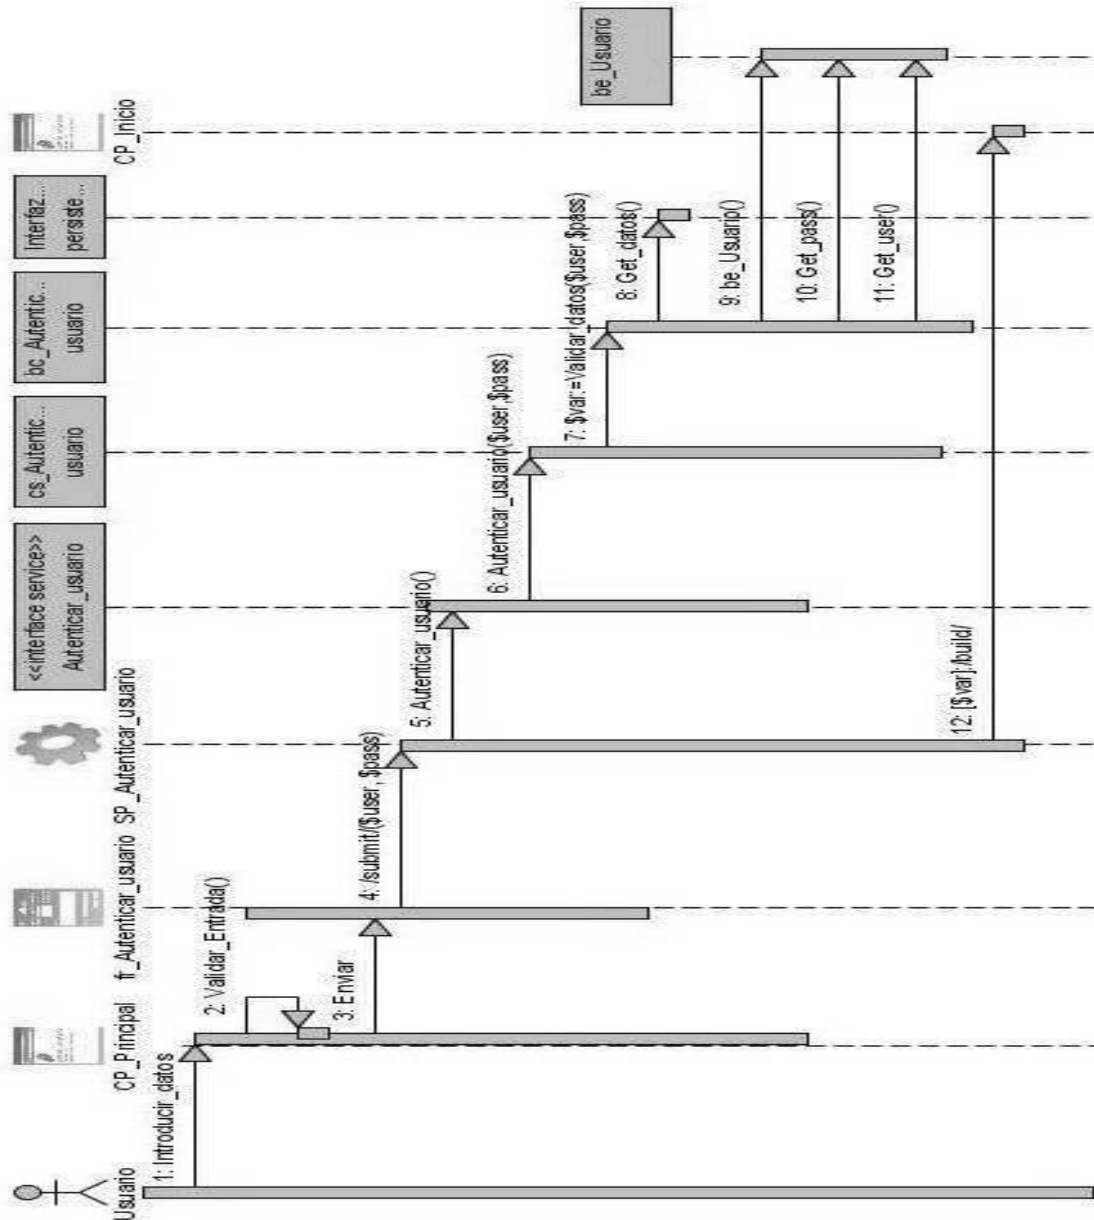 Usuario
CP_Principal
fr_Autenticar_usuario
SP_Autenticar_usuario
<<interface service>>
Autenticar_usuario
cs_Autentic...
usuario
bc_Autentic...
usuario
Interfaz...
persiste...
CP_Inicio
be_Usuario
1: Introducir_datos
2: Validar_Entrada()
3: Enviar
4: /submit/($user, $pass)
5: Autenticar_usuario()
6: Autenticar_usuario($user,$pass)
7: $var:=Validar_datos($user,$pass)
8: Get_datos()
9: be_Usuario()
10: Get_pass()
11: Get_user()
12: [$var]:/build/